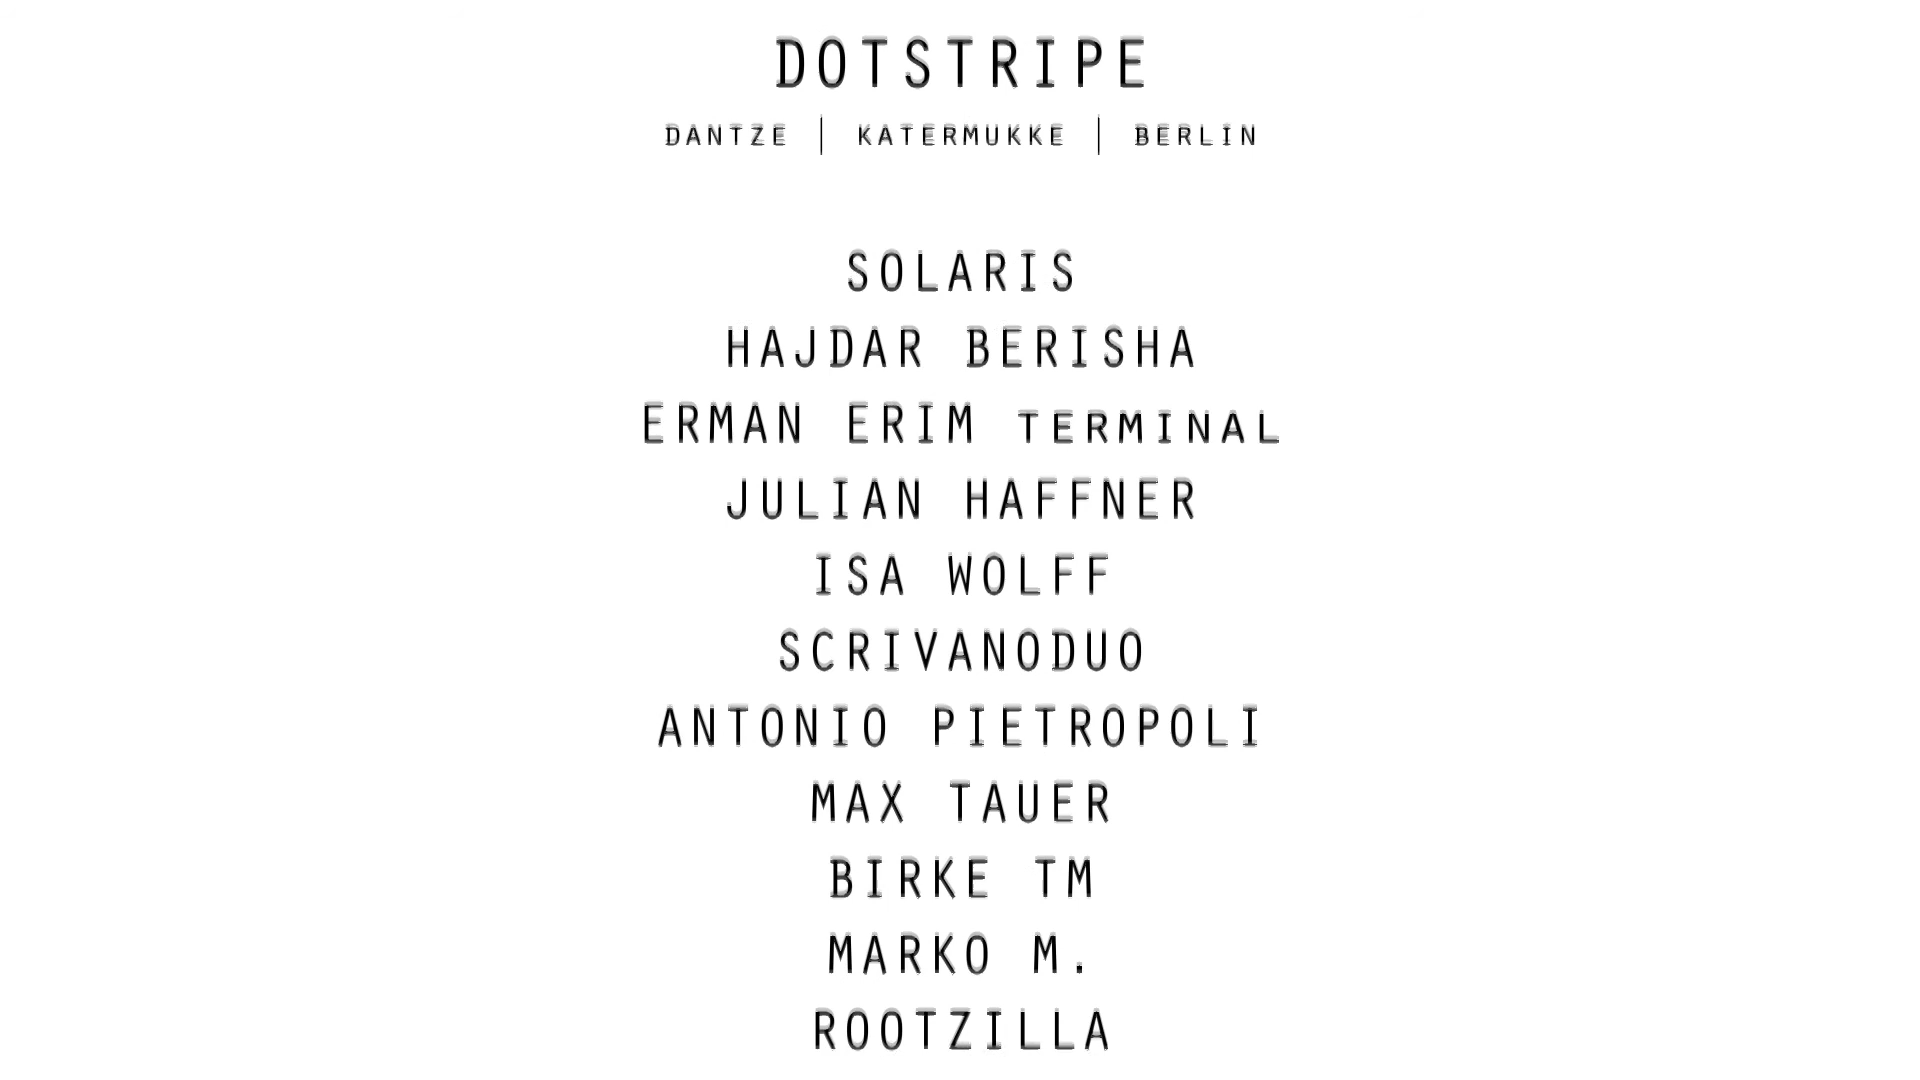 DOTSTRIPE
DANTZE | KATERMUKKE | BERLIN
SOLARIS
HAJDAR BERISHA
ERMAN ERIM TERMINAL
JULIAN HAFFNER
ISA WOLFF
SCRIVANODUO
ANTONIO PIETROPOLI
MAX TAUER
BIRKE TM
MARKO M.
ROOTZILLA